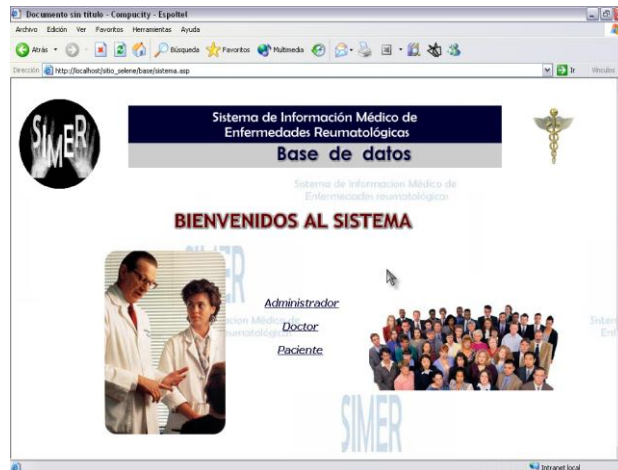 Documento sin título - Compucity - Espoltel
Archivo Edición Ver Favoritos Herramientas Ayuda
Atrás Búsqueda Favoritos Multimedia
Dirección http://localhost/sitio_selene/base/sistema.asp Ir Vínculos
SIMER
Sistema de Información Médico de
Enfermedades Reumatológicas
Base de datos
Sistema de Informacion Médico de
Enfermedades reumatológicas
BIENVENIDOS AL SISTEMA
SIMER
Administrador
Doctor
Paciente
SIMER
Intranet local